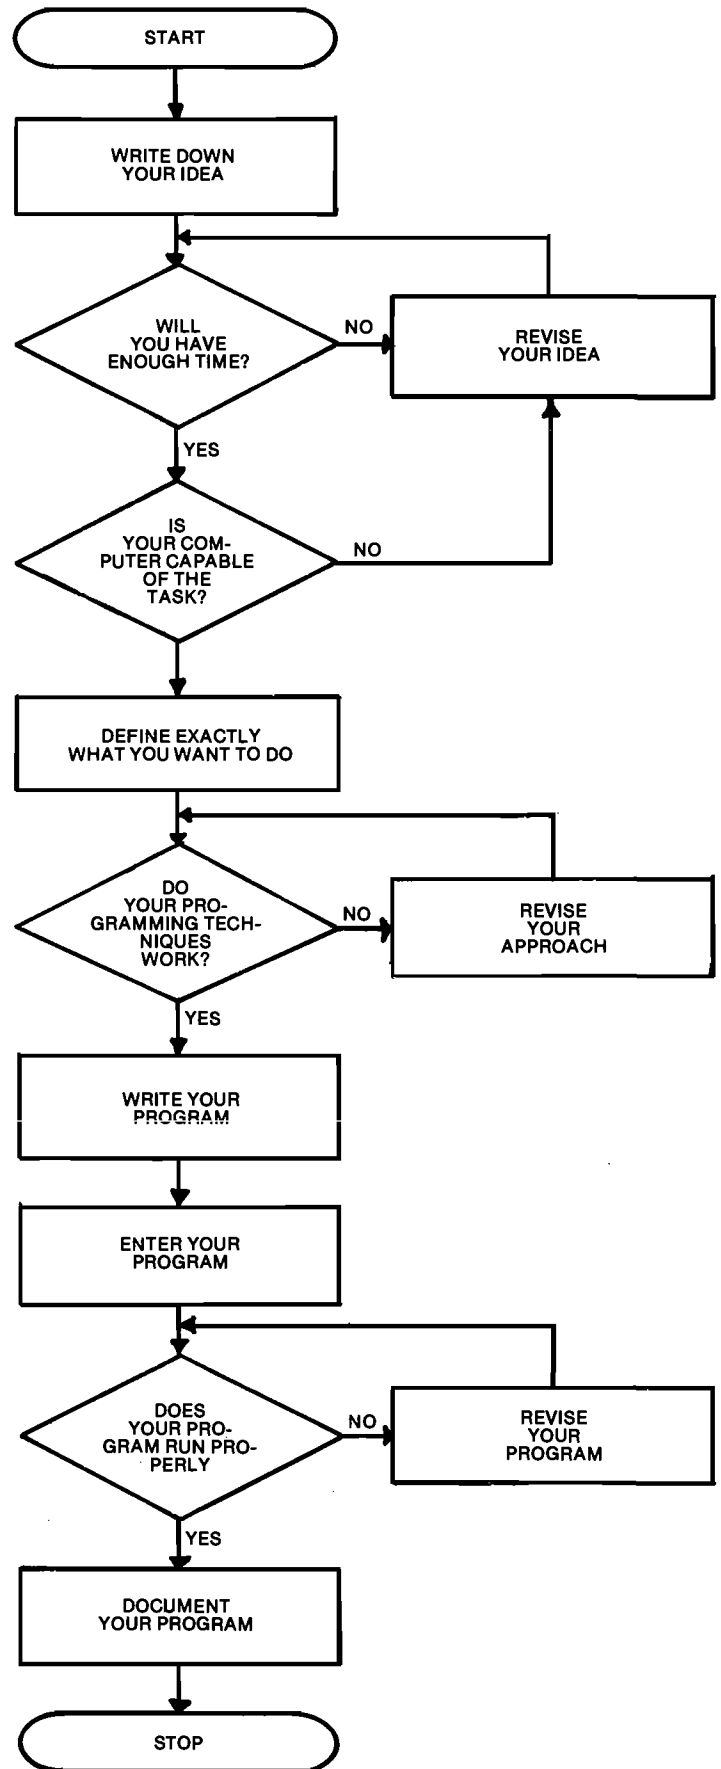 START
WRITE DOWN
YOUR IDEA
WILL
YOU HAVE
ENOUGH TIME?
NO
REVISE
YOUR IDEA
YES
IS
YOUR COM-
PUTER CAPABLE
OF THE
TASK?
NO
DEFINE EXACTLY
WHAT YOU WANT TO DO
DO
YOUR PRO-
GRAMMING TECH-
NIQUES
WORK?
NO
REVISE
YOUR
APPROACH
YES
WRITE YOUR
PROGRAM
ENTER YOUR
PROGRAM
DOES
YOUR PRO-
GRAM RUN PRO-
PERLY
NO
REVISE
YOUR
PROGRAM
YES
DOCUMENT
YOUR PROGRAM
STOP